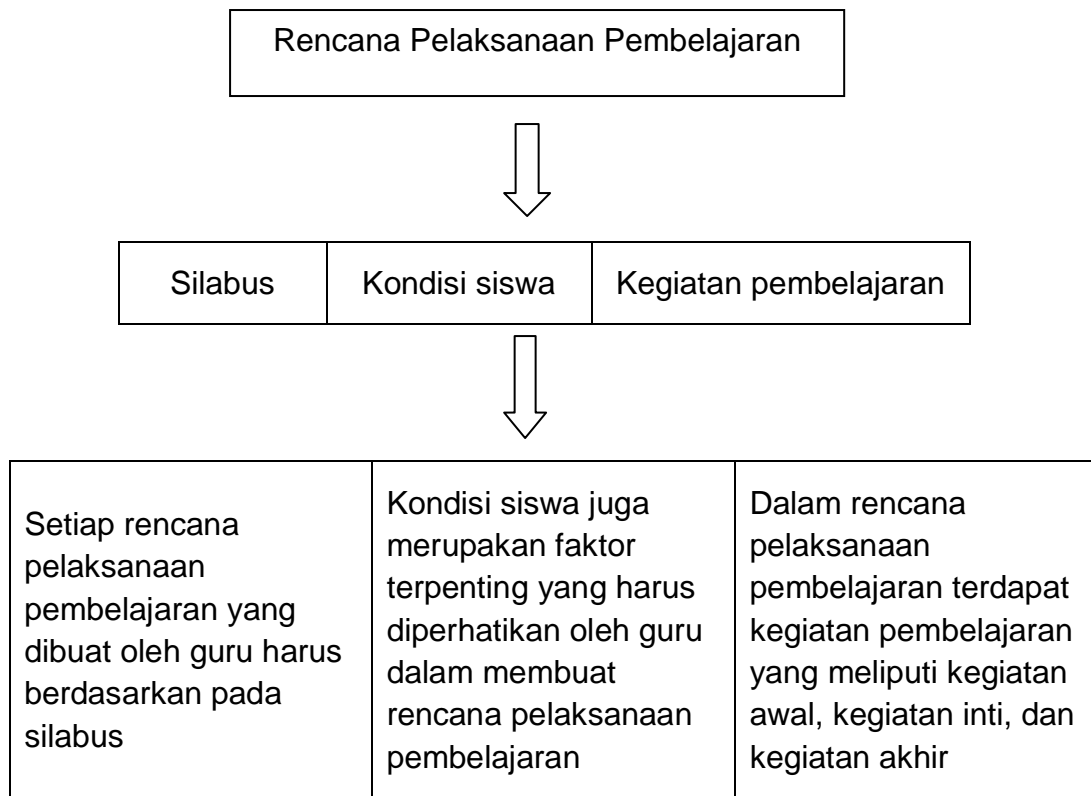 Rencana Pelaksanaan Pembelajaran
Silabus
Kondisi siswa
Kegiatan pembelajaran
Setiap rencana
pelaksanaan
pembelajaran yang
dibuat oleh guru harus
berdasarkan pada
silabus
Kondisi siswa juga
merupakan faktor
terpenting yang harus
diperhatikan oleh guru
dalam membuat
rencana pelaksanaan
pembelajaran
Dalam rencana
pelaksanaan
pembelajaran terdapat
kegiatan pembelajaran
yang meliputi kegiatan
awal, kegiatan inti, dan
kegiatan akhir